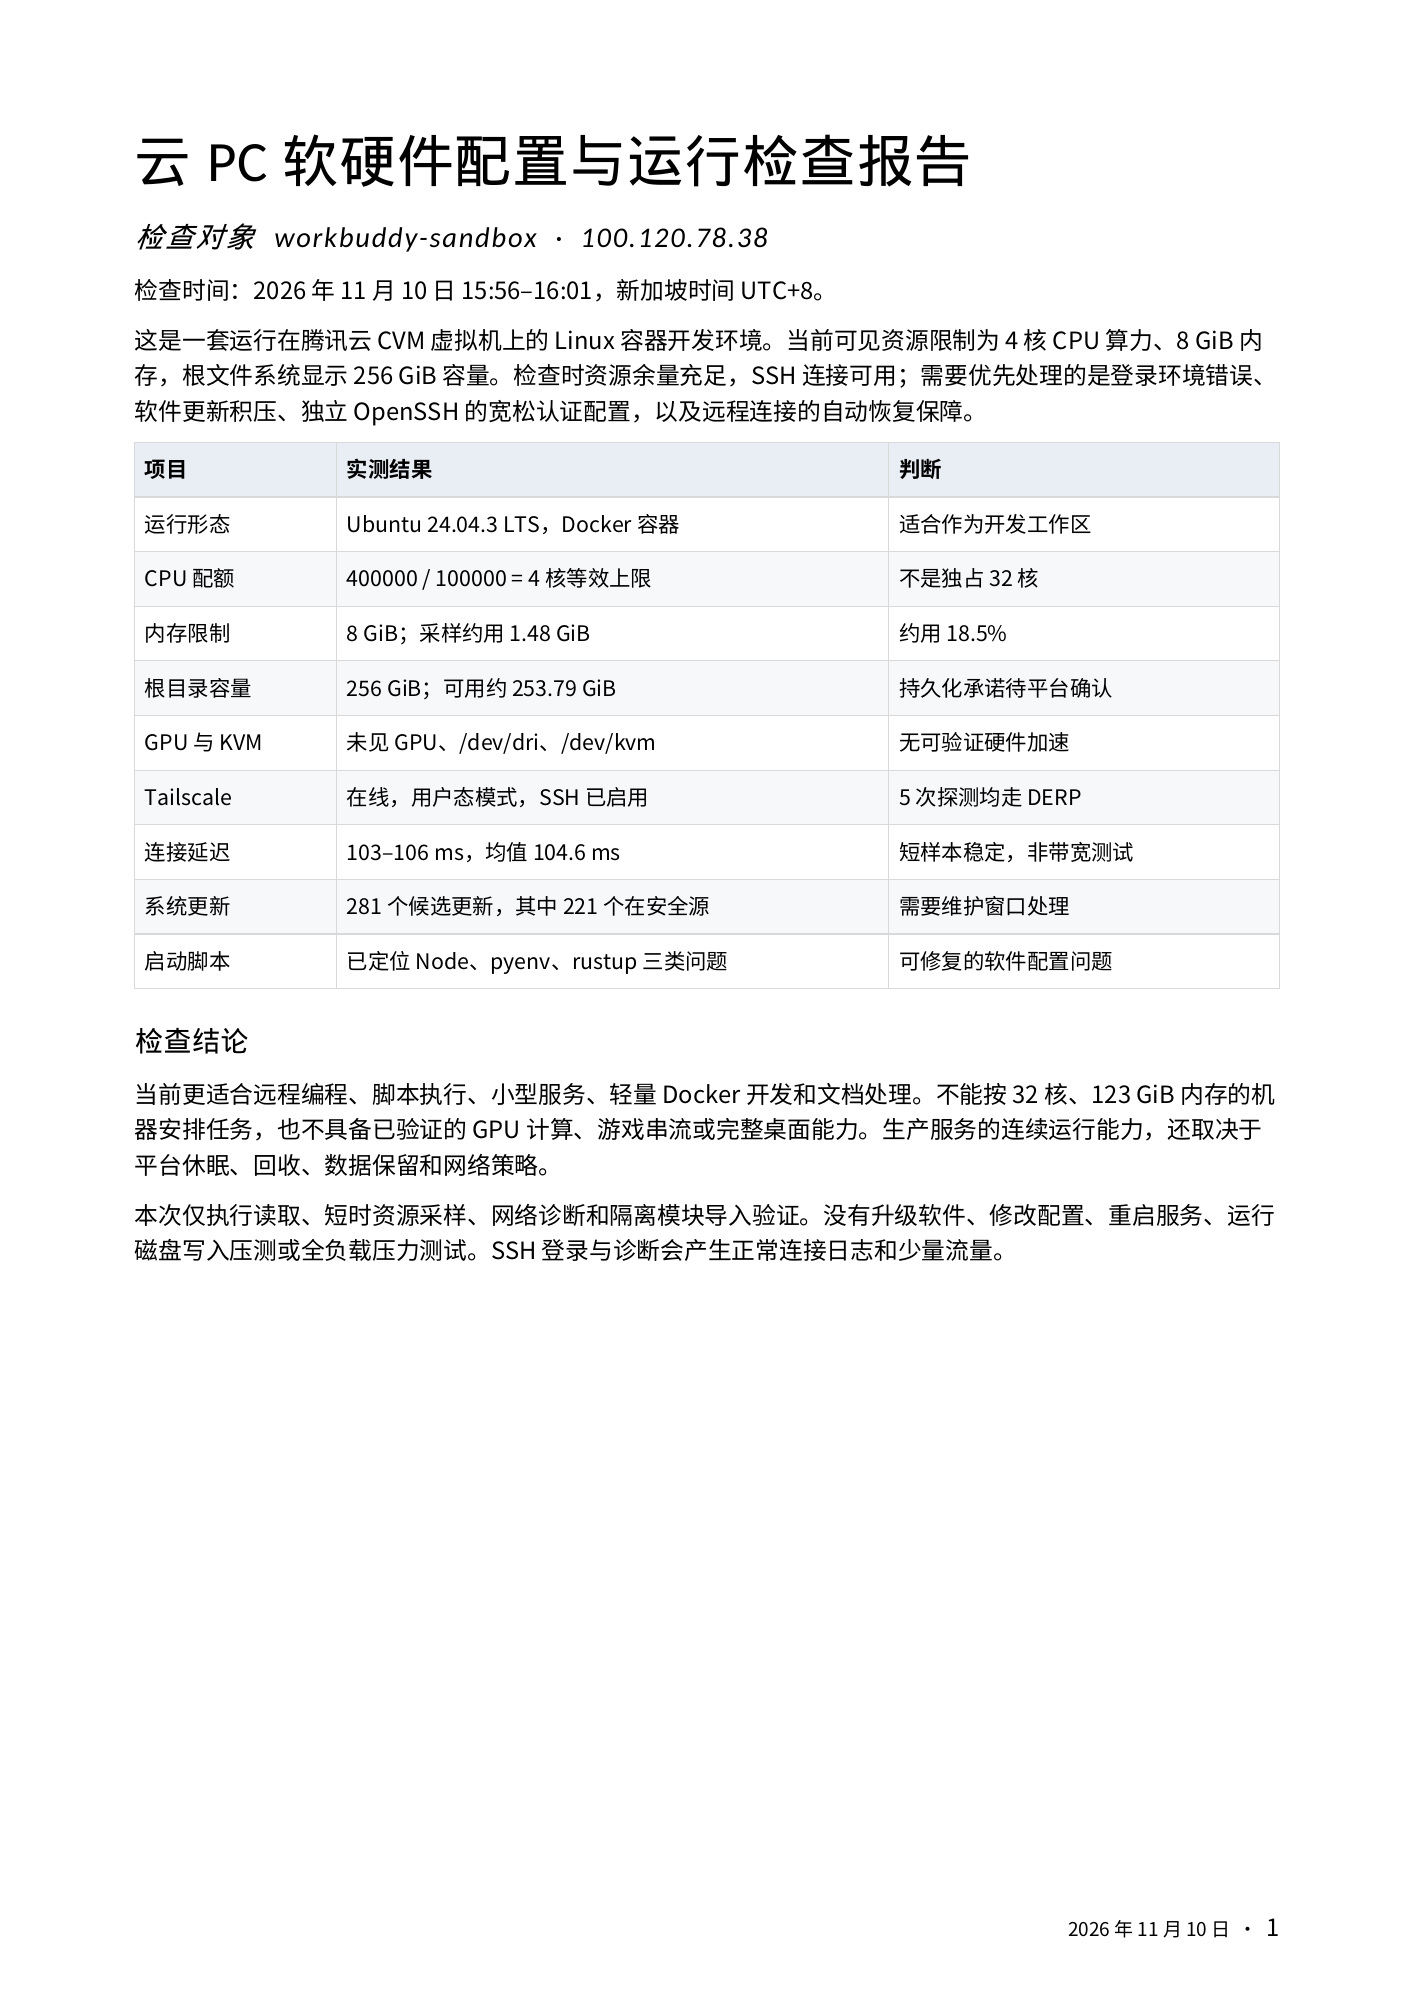 云 PC 软硬件配置与运行检查报告
检查对象 workbuddy-sandbox · 100.120.78.38
检查时间：2026 年 11 月 10 日 15:56–16:01，新加坡时间 UTC+8。
这是一套运行在腾讯云 CVM 虚拟机上的 Linux 容器开发环境。当前可见资源限制为 4 核 CPU 算力、8 GiB 内
存，根文件系统显示 256 GiB 容量。检查时资源余量充足，SSH 连接可用；需要优先处理的是登录环境错误、
软件更新积压、独立 OpenSSH 的宽松认证配置，以及远程连接的自动恢复保障。
项目 实测结果 判断
运行形态 Ubuntu 24.04.3 LTS，Docker 容器 适合作为开发工作区
CPU 配额 400000 / 100000 = 4 核等效上限 不是独占 32 核
内存限制 8 GiB；采样约用 1.48 GiB 约用 18.5%
根目录容量 256 GiB；可用约 253.79 GiB 持久化承诺待平台确认
GPU 与 KVM 未见 GPU、/dev/dri、/dev/kvm 无可验证硬件加速
Tailscale 在线，用户态模式，SSH 已启用 5 次探测均走 DERP
连接延迟 103–106 ms，均值 104.6 ms 短样本稳定，非带宽测试
系统更新 281 个候选更新，其中 221 个在安全源 需要维护窗口处理
启动脚本 已定位 Node、pyenv、rustup 三类问题 可修复的软件配置问题
检查结论
当前更适合远程编程、脚本执行、小型服务、轻量 Docker 开发和文档处理。不能按 32 核、123 GiB 内存的机
器安排任务，也不具备已验证的 GPU 计算、游戏串流或完整桌面能力。生产服务的连续运行能力，还取决于
平台休眠、回收、数据保留和网络策略。
本次仅执行读取、短时资源采样、网络诊断和隔离模块导入验证。没有升级软件、修改配置、重启服务、运行
磁盘写入压测或全负载压力测试。SSH 登录与诊断会产生正常连接日志和少量流量。
2026 年 11 月 10 日 · 1